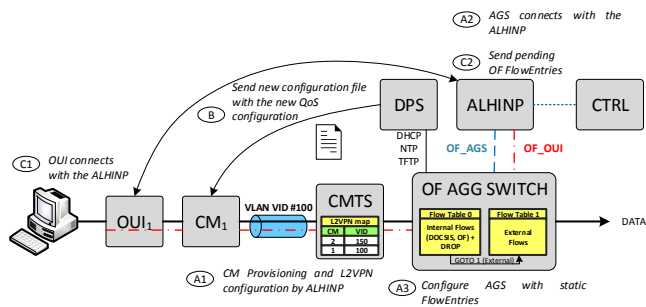 A2
AGS connects with the
ALHINP
C2
Send pending
OF FlowEntries
B
Send new configuration file
with the new QoS
configuration
DPS
ALHINP
CTRL
DHCP
NTP
TFTP
OF_AGS
OF_OUI
C1
OUI connects
with the ALHINP
OUI1
CM1
VLAN VID #100
CMTS
L2VPN map
CM VID
2 150
1 100
OF AGG SWITCH
Flow Table 0
Internal Flows
(DOCSIS, OF) +
DROP
Flow Table 1
External
Flows
GOTO 1 (External)
DATA
A1
CM Provisioning and L2VPN
configuration by ALHINP
A3
Configure AGS with static
FlowEntries